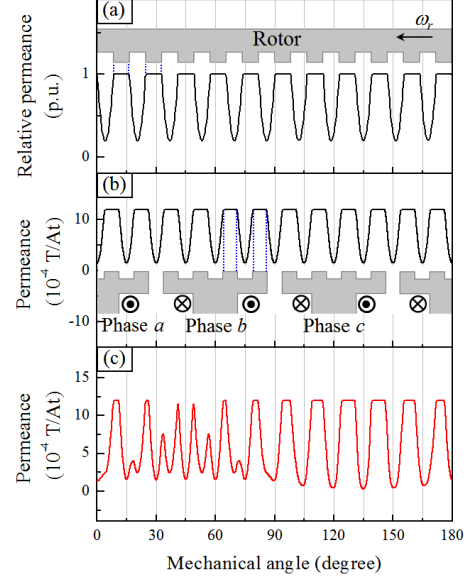 (a)
Rotor
ωr
Relative permeance
(p.u.)
1
0
(b)
Permeance
(10-4 T/At)
10
0
-10
Phase a
Phase b
Phase c
(c)
Permeance
(10-4 T/At)
15
10
5
0
0 30 60 90 120 150 180
Mechanical angle (degree)